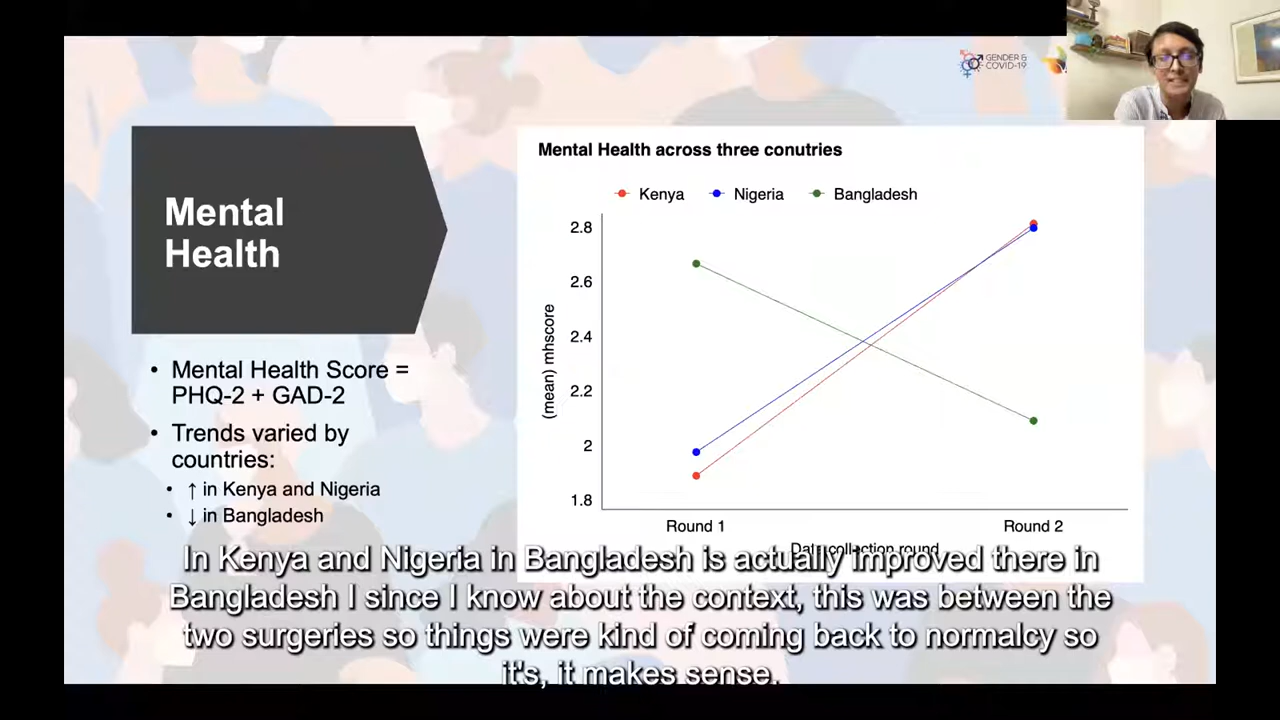 GENDER &
COVID-19
Mental
Health
Mental Health across three conutries
Kenya Nigeria Bangladesh
2.8
2.6
2.4
2.2
2
1.8
(mean) mhscore
Round 1 Round 2
Data collection round
• Mental Health Score =
PHQ-2 + GAD-2
• Trends varied by
countries:
• ↑ in Kenya and Nigeria
• ↓ in Bangladesh
In Kenya and Nigeria in Bangladesh is actually improved there in
Bangladesh I since I know about the context, this was between the
two surgeries so things were kind of coming back to normalcy so
it's, it makes sense.